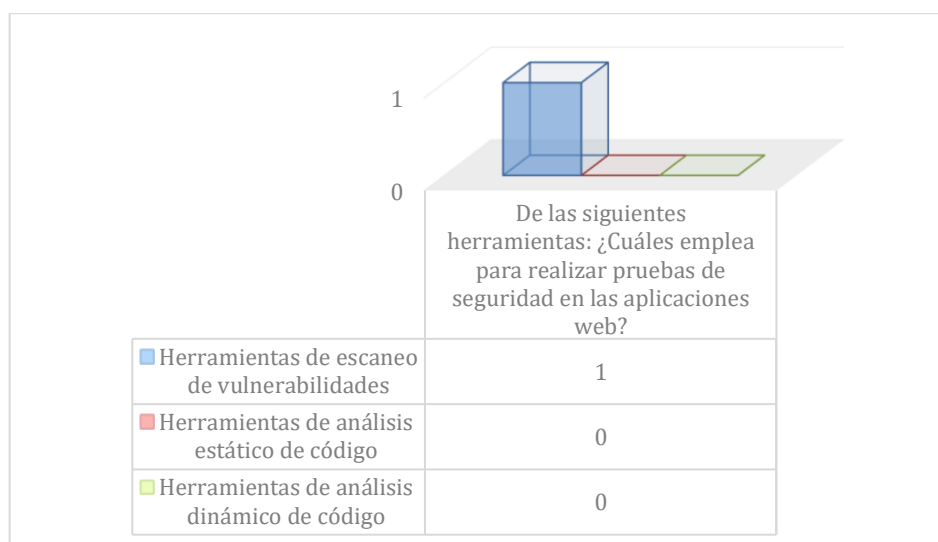 1
0
De las siguientes
herramientas: ¿Cuáles emplea
para realizar pruebas de
seguridad en las aplicaciones
web?
Herramientas de escaneo
de vulnerabilidades
1
Herramientas de análisis
estático de código
0
Herramientas de análisis
dinámico de código
0